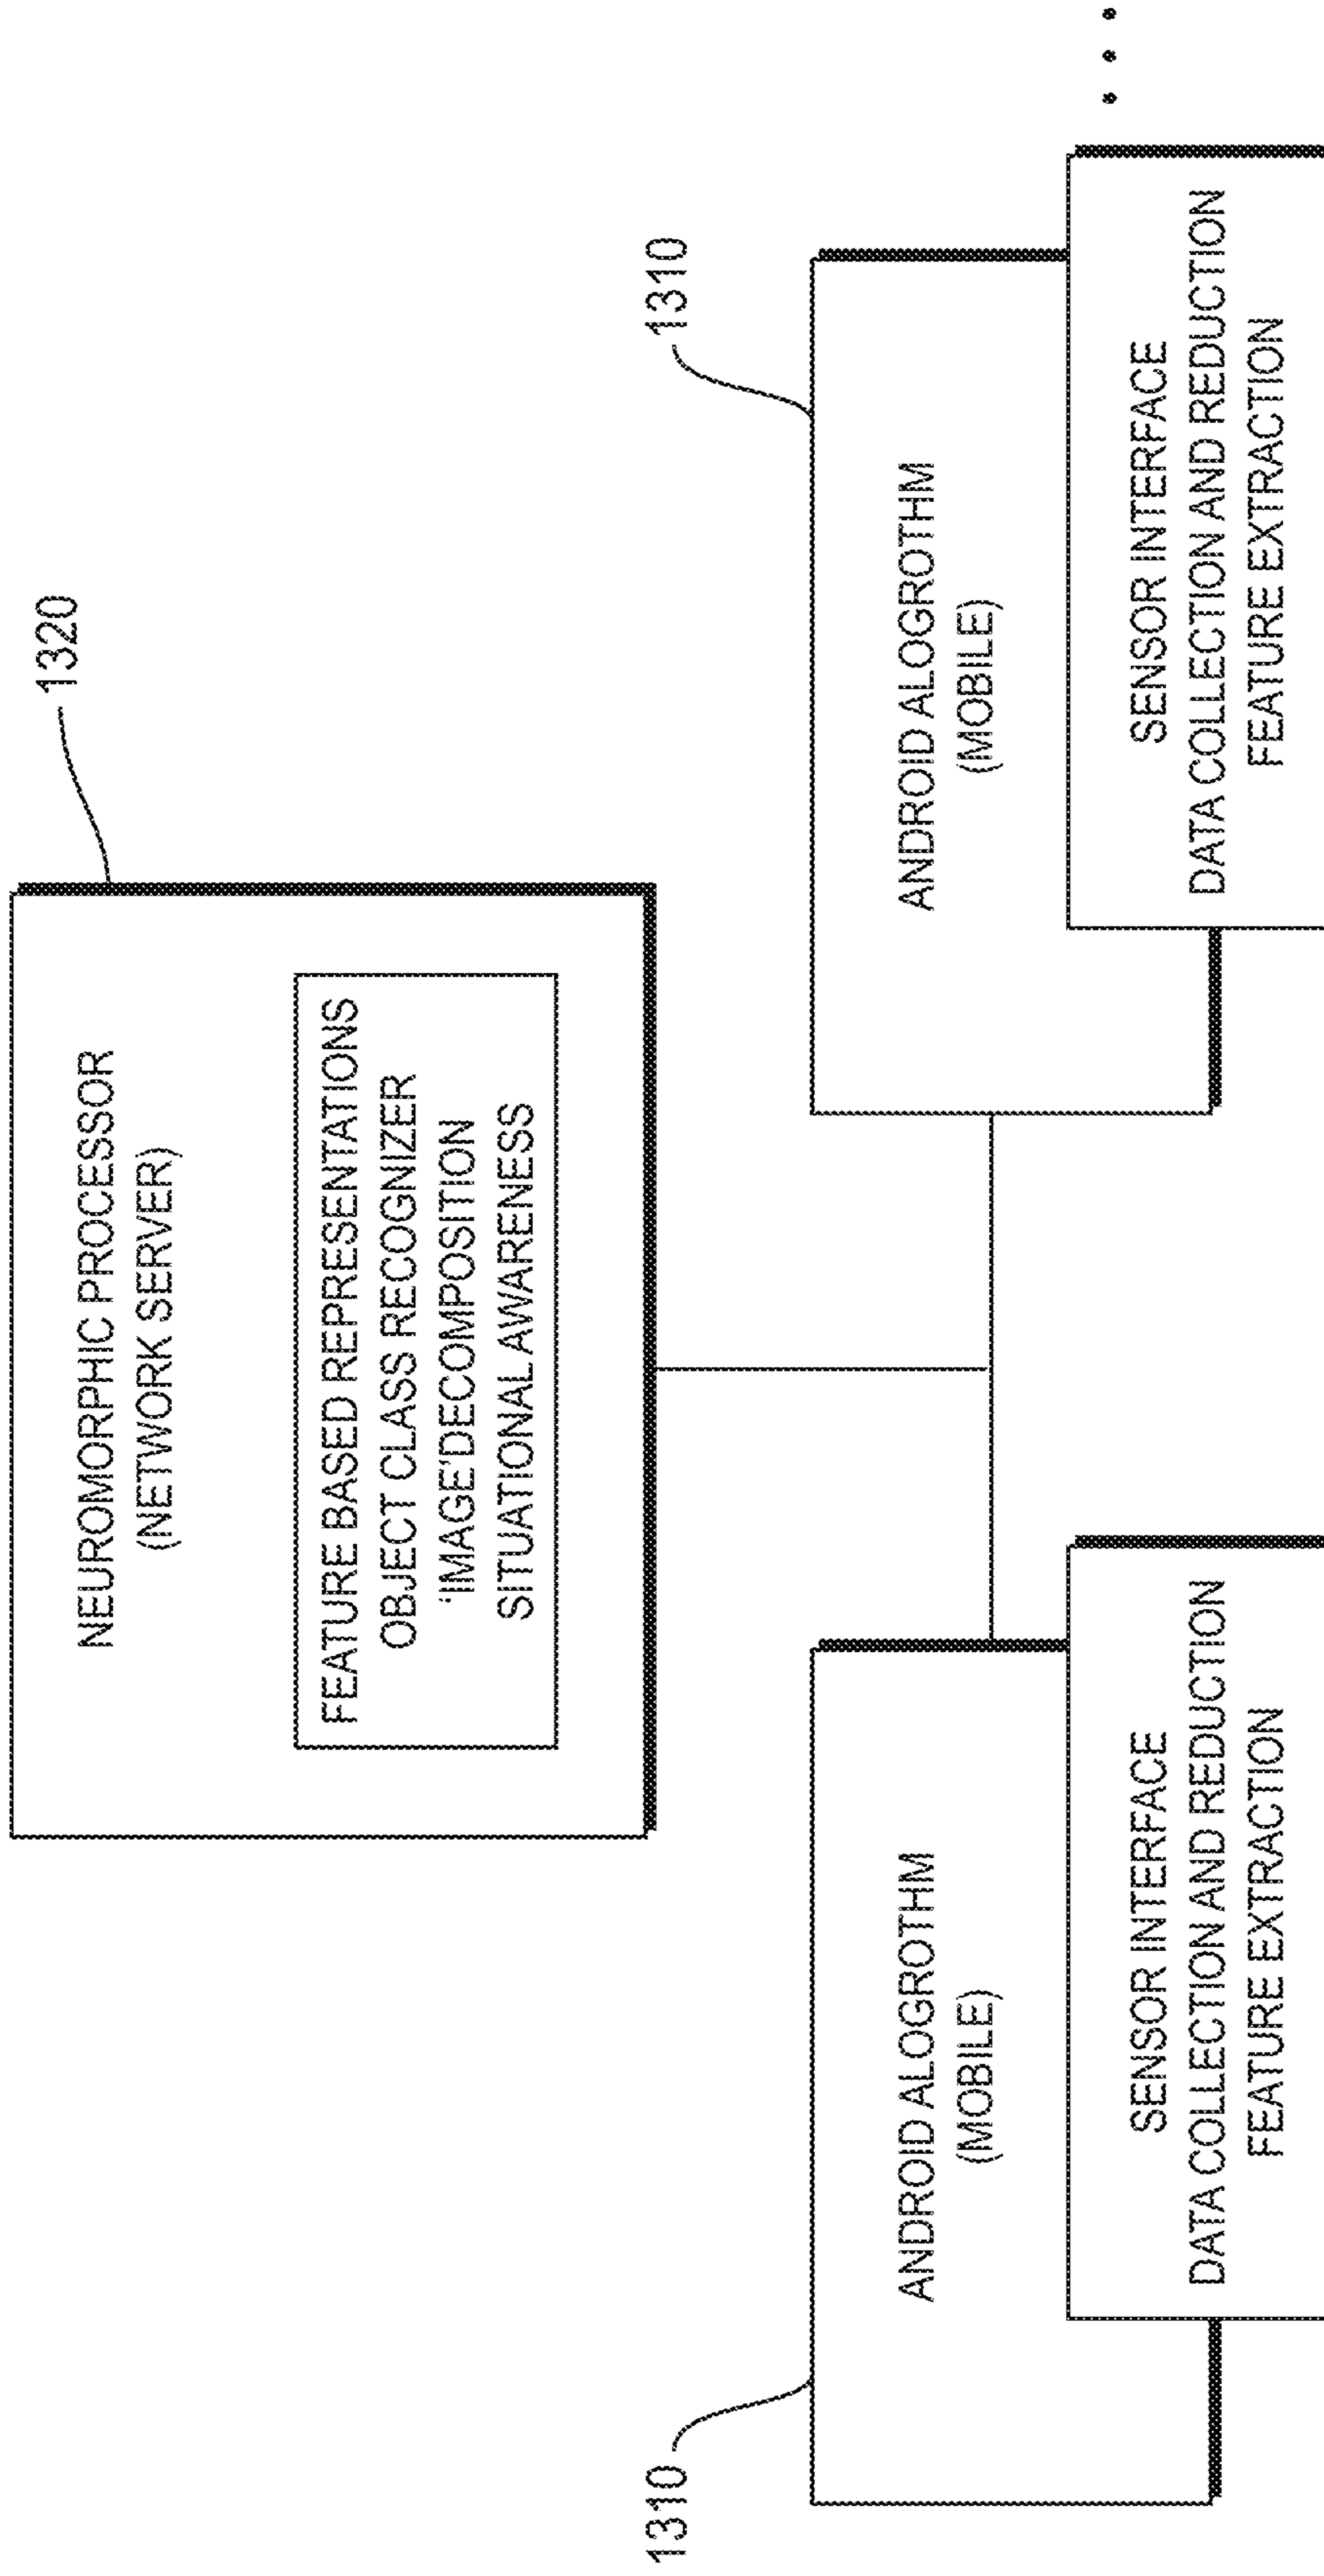 1320
NEUROMORPHIC PROCESSOR
(NETWORK SERVER)
FEATURE BASED REPRESENTATIONS
OBJECT CLASS RECOGNIZER
'IMAGE'DECOMPOSITION
SITUATIONAL AWARENESS
1310
ANDROID ALOGROTHM
(MOBILE)
SENSOR INTERFACE
DATA COLLECTION AND REDUCTION
FEATURE EXTRACTION
1310
ANDROID ALOGROTHM
(MOBILE)
SENSOR INTERFACE
DATA COLLECTION AND REDUCTION
FEATURE EXTRACTION
• • •